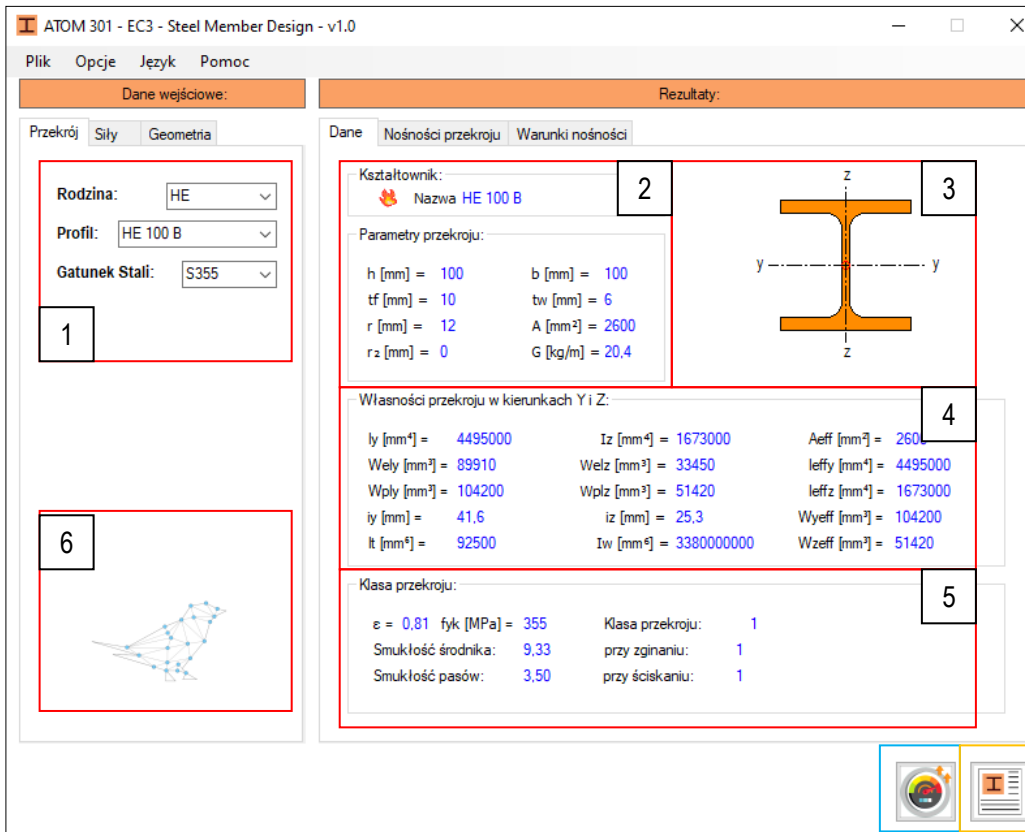 ATOM 301 - EC3 - Steel Member Design - v1.0
Plik Opcje Język Pomoc
Dane wejściowe:
Przekrój Siły Geometria
Rodzina: HE
Profil: HE 100 B
Gatunek Stali: S355
1
6
Rezultaty:
Dane Nośności przekroju Warunki nośności
Kształtownik:
Nazwa HE 100 B
2
Parametry przekroju:
h [mm] = 100 b [mm] = 100
tf [mm] = 10 tw [mm] = 6
r [mm] = 12 A [mm²] = 2600
r₂ [mm] = 0 G [kg/m] = 20,4
3
z
y y
z
Własności przekroju w kierunkach Y i Z:
4
Iy [mm⁴] = 4495000 Iz [mm⁴] = 1673000 Aeff [mm²] = 2600
Wely [mm³] = 89910 Welz [mm³] = 33450 Ieffy [mm⁴] = 4495000
Wply [mm³] = 104200 Wplz [mm³] = 51420 Ieffz [mm⁴] = 1673000
iy [mm] = 41,6 iz [mm] = 25,3 Wyeff [mm³] = 104200
It [mm⁶] = 92500 Iw [mm⁶] = 3380000000 Wzeff [mm³] = 51420
Klasa przekroju:
5
ε = 0,81 fyk [MPa] = 355 Klasa przekroju: 1
Smukłość środnika: 9,33 przy zginaniu: 1
Smukłość pasów: 3,50 przy ściskaniu: 1